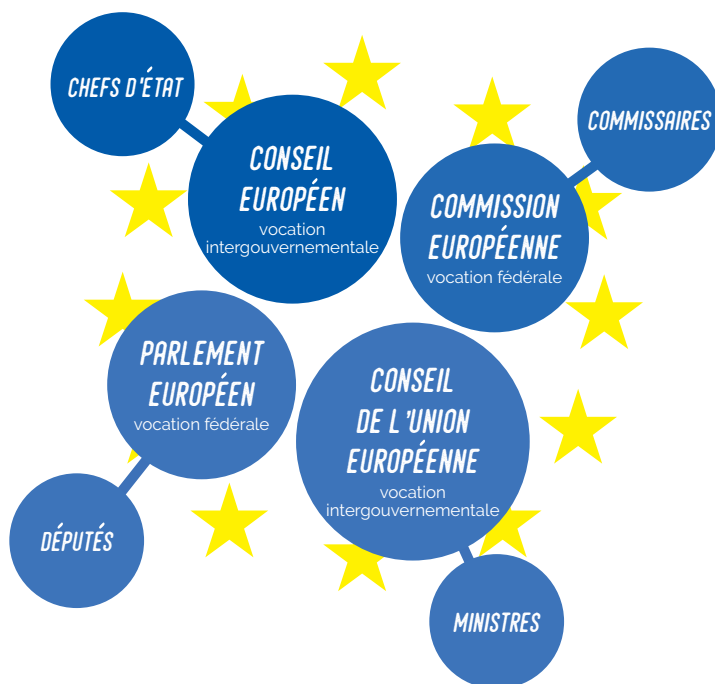 CHEFS D'ÉTAT
CONSEIL
EUROPÉEN
vocation
intergouvernementale
COMMISSAIRES
COMMISSION
EUROPÉENNE
vocation fédérale
PARLEMENT
EUROPÉEN
vocation fédérale
CONSEIL
DE L'UNION
EUROPÉENNE
vocation
intergouvernementale
DÉPUTÉS
MINISTRES